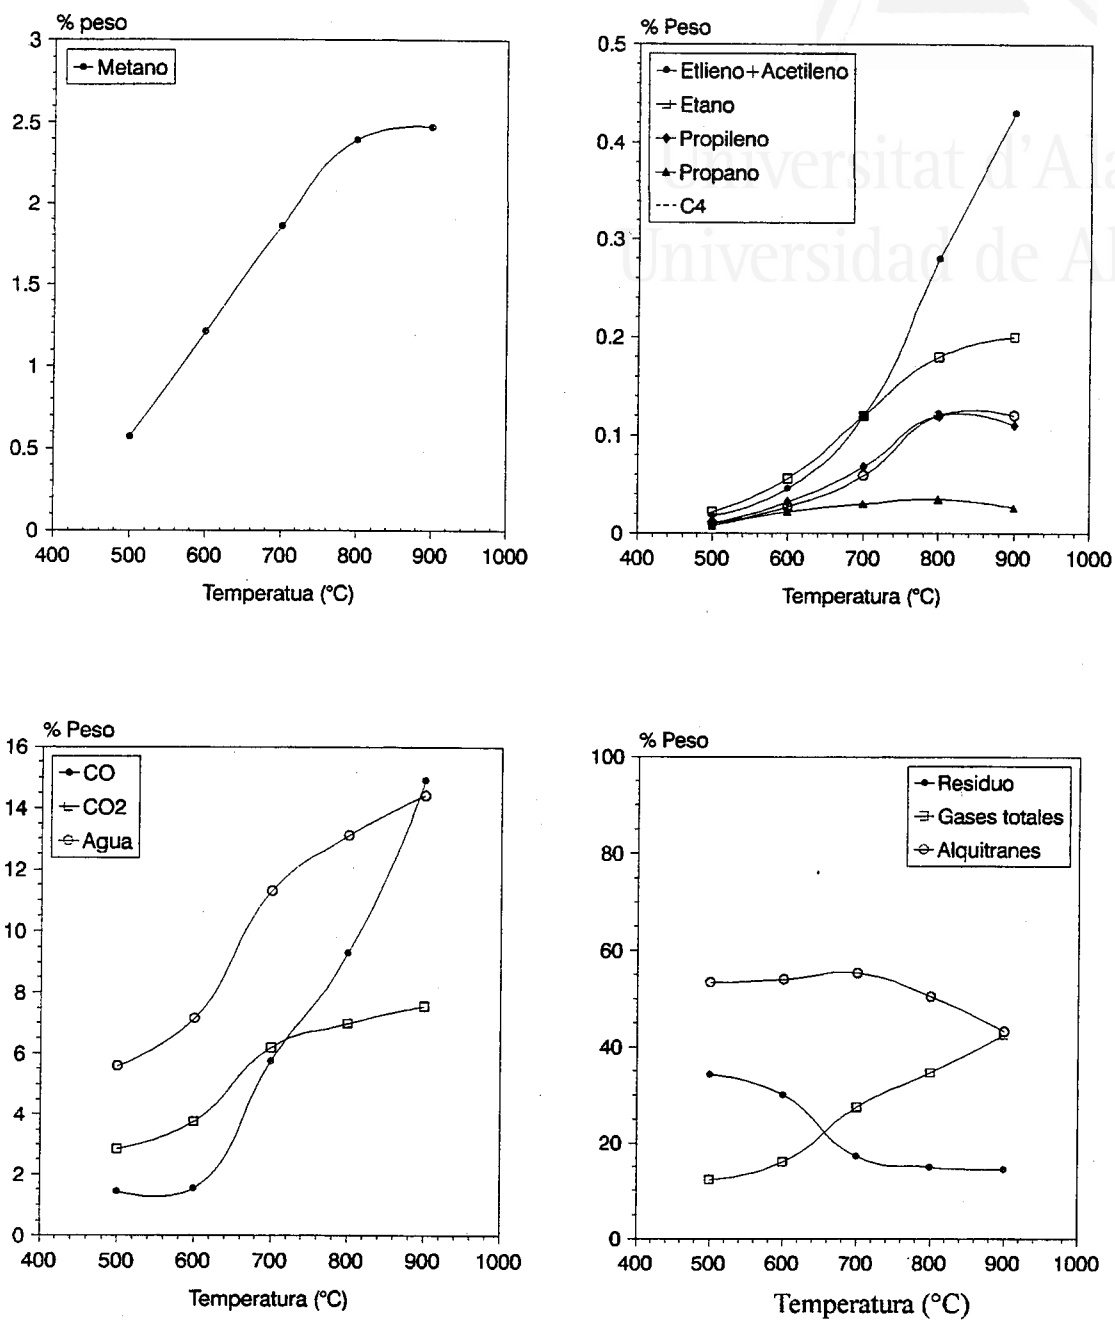 % peso
3
Metano
2.5
2
1.5
1
0.5
0
400 500 600 700 800 900 1000
Temperatua (°C)
% Peso
0.5
Etlieno+Acetileno
Etano
0.4
Propileno
Propano
C4
0.3
0.2
0.1
0
400 500 600 700 800 900 1000
Temperatura (°C)
Universitat d'Ala
Universidad de Al
% Peso
16
CO
CO2
14
Agua
12
10
8
6
4
2
0
400 500 600 700 800 900 1000
Temperatura (°C)
% Peso
100
Residuo
Gases totales
Alquitranes
80
60
40
20
0
400 500 600 700 800 900 1000
Temperatura (°C)